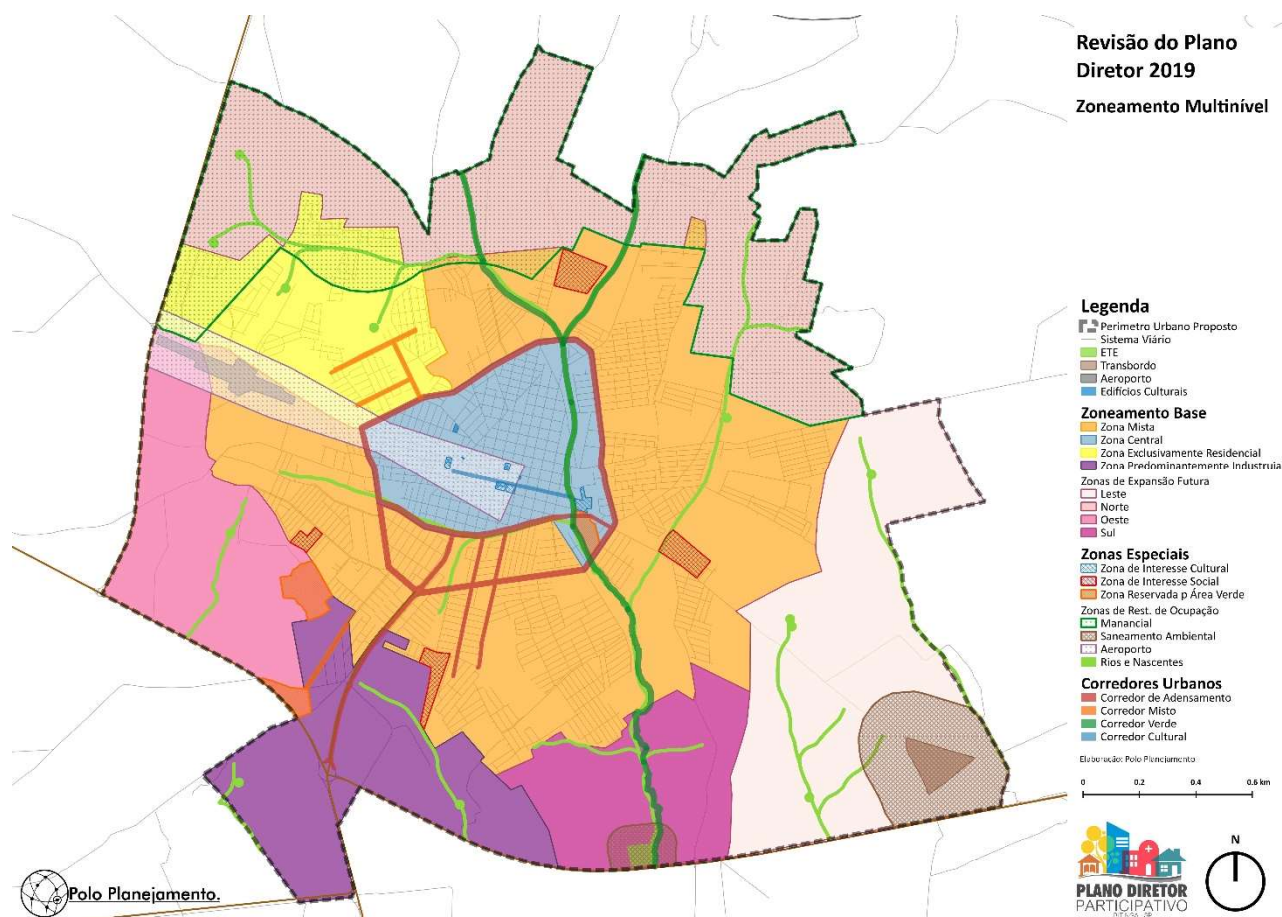 Revisão do Plano
Diretor 2019
Zoneamento Multinível
Legenda
Perímetro Urbano Proposto
Sistema Viário
ETE
Transbordo
Aeroporto
Edifícios Culturais
Zoneamento Base
Zona Mista
Zona Central
Zona Exclusivamente Residencial
Zona Predominantemente Industrial
Zonas de Expansão Futura
Leste
Norte
Oeste
Sul
Zonas Especiais
Zona de Interesse Cultural
Zona de Interesse Social
Zona Reservada p Área Verde
Zonas de Rest. de Ocupação
Manancial
Saneamento Ambiental
Aeroporto
Rios e Nascentes
Corredores Urbanos
Corredor de Adensamento
Corredor Misto
Corredor Verde
Corredor Cultural
Elaboração: Polo Planejamento
0 0.2 0.4 0.6 km
N
PLANO DIRETOR
PARTICIPATIVO
Polo Planejamento.